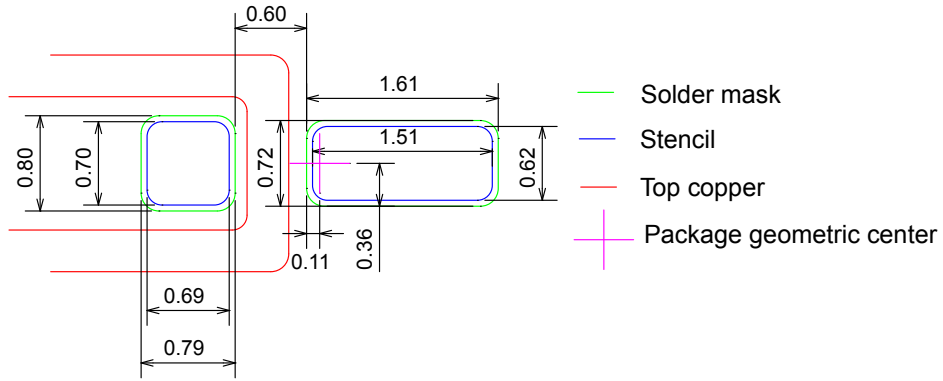 0.60
1.61
Solder mask
1.51
Stencil
0.80
0.70
0.72
0.62
Top copper
Package geometric center
0.11
0.36
0.69
0.79